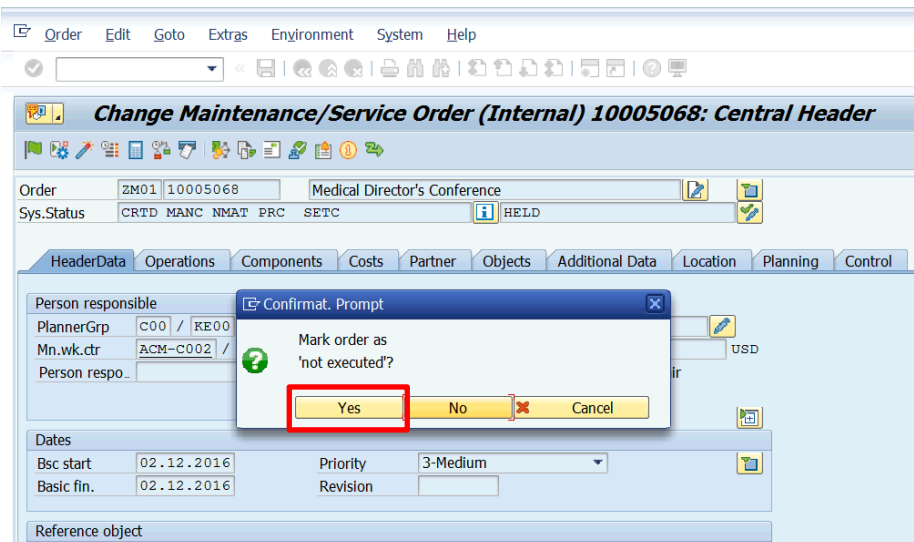 Order Edit Goto Extras Environment System Help
Change Maintenance/Service Order (Internal) 10005068: Central Header
Order ZM01 10005068 Medical Director's Conference
Sys.Status CRTD MANC NMAT PRC SETC HELD
HeaderData Operations Components Costs Partner Objects Additional Data Location Planning Control
Person responsible
PlannerGrp C00 / KE00
Mn.wk.ctr ACM-C002 / USD
Person respo..
Confirmat. Prompt
Mark order as
'not executed'?
Yes No Cancel
Dates
Bsc start 02.12.2016 Priority 3-Medium
Basic fin. 02.12.2016 Revision
Reference object